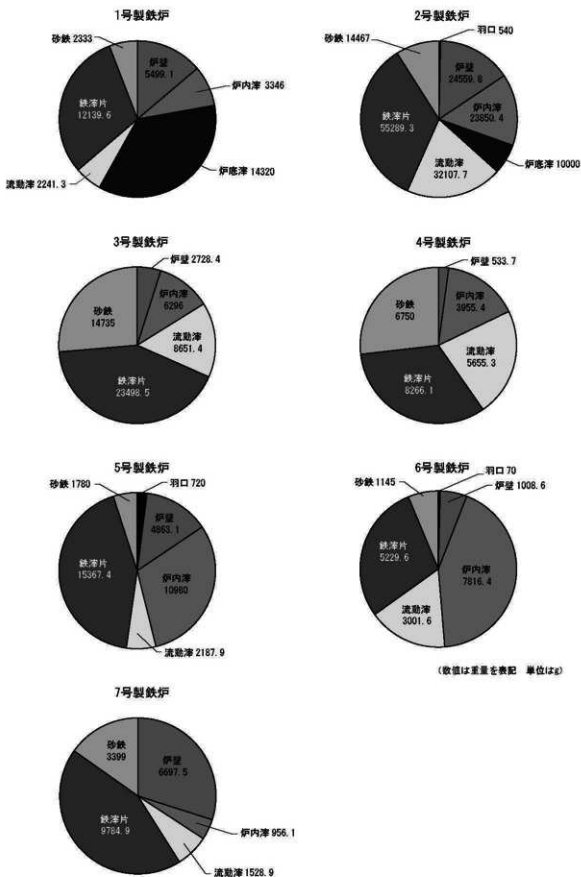 1号製鉄炉
砂鉄 2333
炉壁
5499.1
炉内滓 3346
鉄滓片
12139.6
炉底滓 14320
流動滓 2241.3
2号製鉄炉
羽口 540
砂鉄 14467
炉壁
24559.8
炉内滓
23850.4
鉄滓片
55289.3
炉底滓 10000
流動滓
32107.7
3号製鉄炉
炉壁 2728.4
砂鉄
14735
炉内滓
6296
流動滓
8651.4
鉄滓片
23498.5
4号製鉄炉
炉壁 533.7
砂鉄
6750
炉内滓
3955.4
流動滓
5655.3
鉄滓片
8266.1
5号製鉄炉
砂鉄 1780
羽口 720
炉壁
4863.1
鉄滓片
15367.4
炉内滓
10980
流動滓 2187.9
6号製鉄炉
羽口 70
砂鉄 1145
炉壁 1008.6
鉄滓片
5229.6
炉内滓
7816.4
流動滓
3001.6
(数値は重量を表記 単位はg)
7号製鉄炉
砂鉄
3399
炉壁
6697.5
鉄滓片
9784.9
炉内滓 956.1
流動滓 1528.9